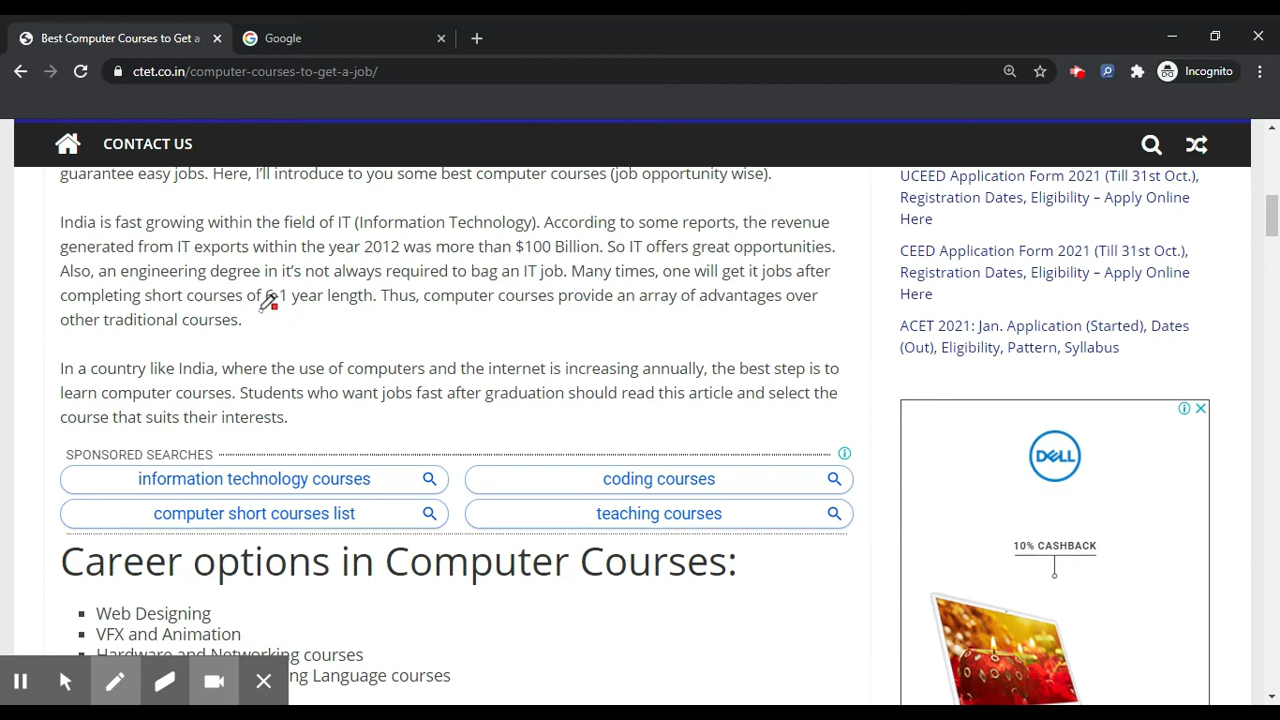 Best Computer Courses to Get a
Google
ctet.co.in/computer-courses-to-get-a-job/
Incognito
CONTACT US
guarantee easy jobs. Here, I'll introduce to you some best computer courses (job opportunity wise).
India is fast growing within the field of IT (Information Technology). According to some reports, the revenue
generated from IT exports within the year 2012 was more than $100 Billion. So IT offers great opportunities.
Also, an engineering degree in it's not always required to bag an IT job. Many times, one will get it jobs after
completing short courses of 1 year length. Thus, computer courses provide an array of advantages over
other traditional courses.
In a country like India, where the use of computers and the internet is increasing annually, the best step is to
learn computer courses. Students who want jobs fast after graduation should read this article and select the
course that suits their interests.
SPONSORED SEARCHES
information technology courses
coding courses
computer short courses list
teaching courses
Career options in Computer Courses:
Web Designing
VFX and Animation
Hardware and Networking courses
ng Language courses
UCEED Application Form 2021 (Till 31st Oct.),
Registration Dates, Eligibility – Apply Online
Here
CEED Application Form 2021 (Till 31st Oct.),
Registration Dates, Eligibility – Apply Online
Here
ACET 2021: Jan. Application (Started), Dates
(Out), Eligibility, Pattern, Syllabus
DELL
10% CASHBACK